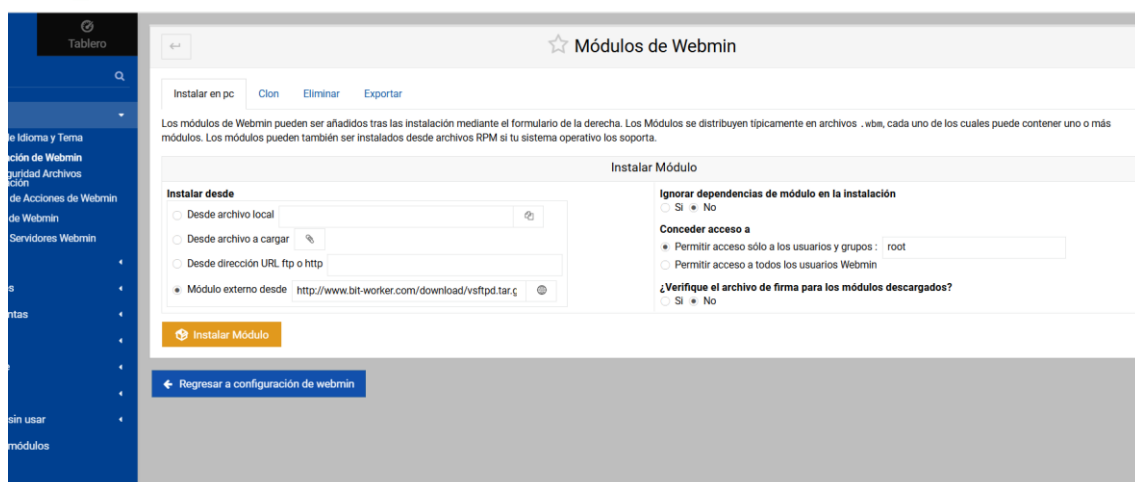 Tablero
Módulos de Webmin
Instalar en pc Clon Eliminar Exportar
Los módulos de Webmin pueden ser añadidos tras las instalación mediante el formulario de la derecha. Los Módulos se distribuyen típicamente en archivos .wbm, cada uno de los cuales puede contener uno o más
módulos. Los módulos pueden también ser instalados desde archivos RPM si tu sistema operativo los soporta.
Instalar Módulo
Instalar desde
Desde archivo local
Desde archivo a cargar
Desde dirección URL ftp o http
Módulo externo desde http://www.bit-worker.com/download/vsftpd.tar.g
Ignorar dependencias de módulo en la instalación
Si No
Conceder acceso a
Permitir acceso sólo a los usuarios y grupos : root
Permitir acceso a todos los usuarios Webmin
¿Verifique el archivo de firma para los módulos descargados?
Si No
Instalar Módulo
Regresar a configuración de webmin
de Idioma y Tema
ación de Webmin
guridad Archivos
ación
de Acciones de Webmin
de Webmin
Servidores Webmin
s
ntas
sin usar
módulos